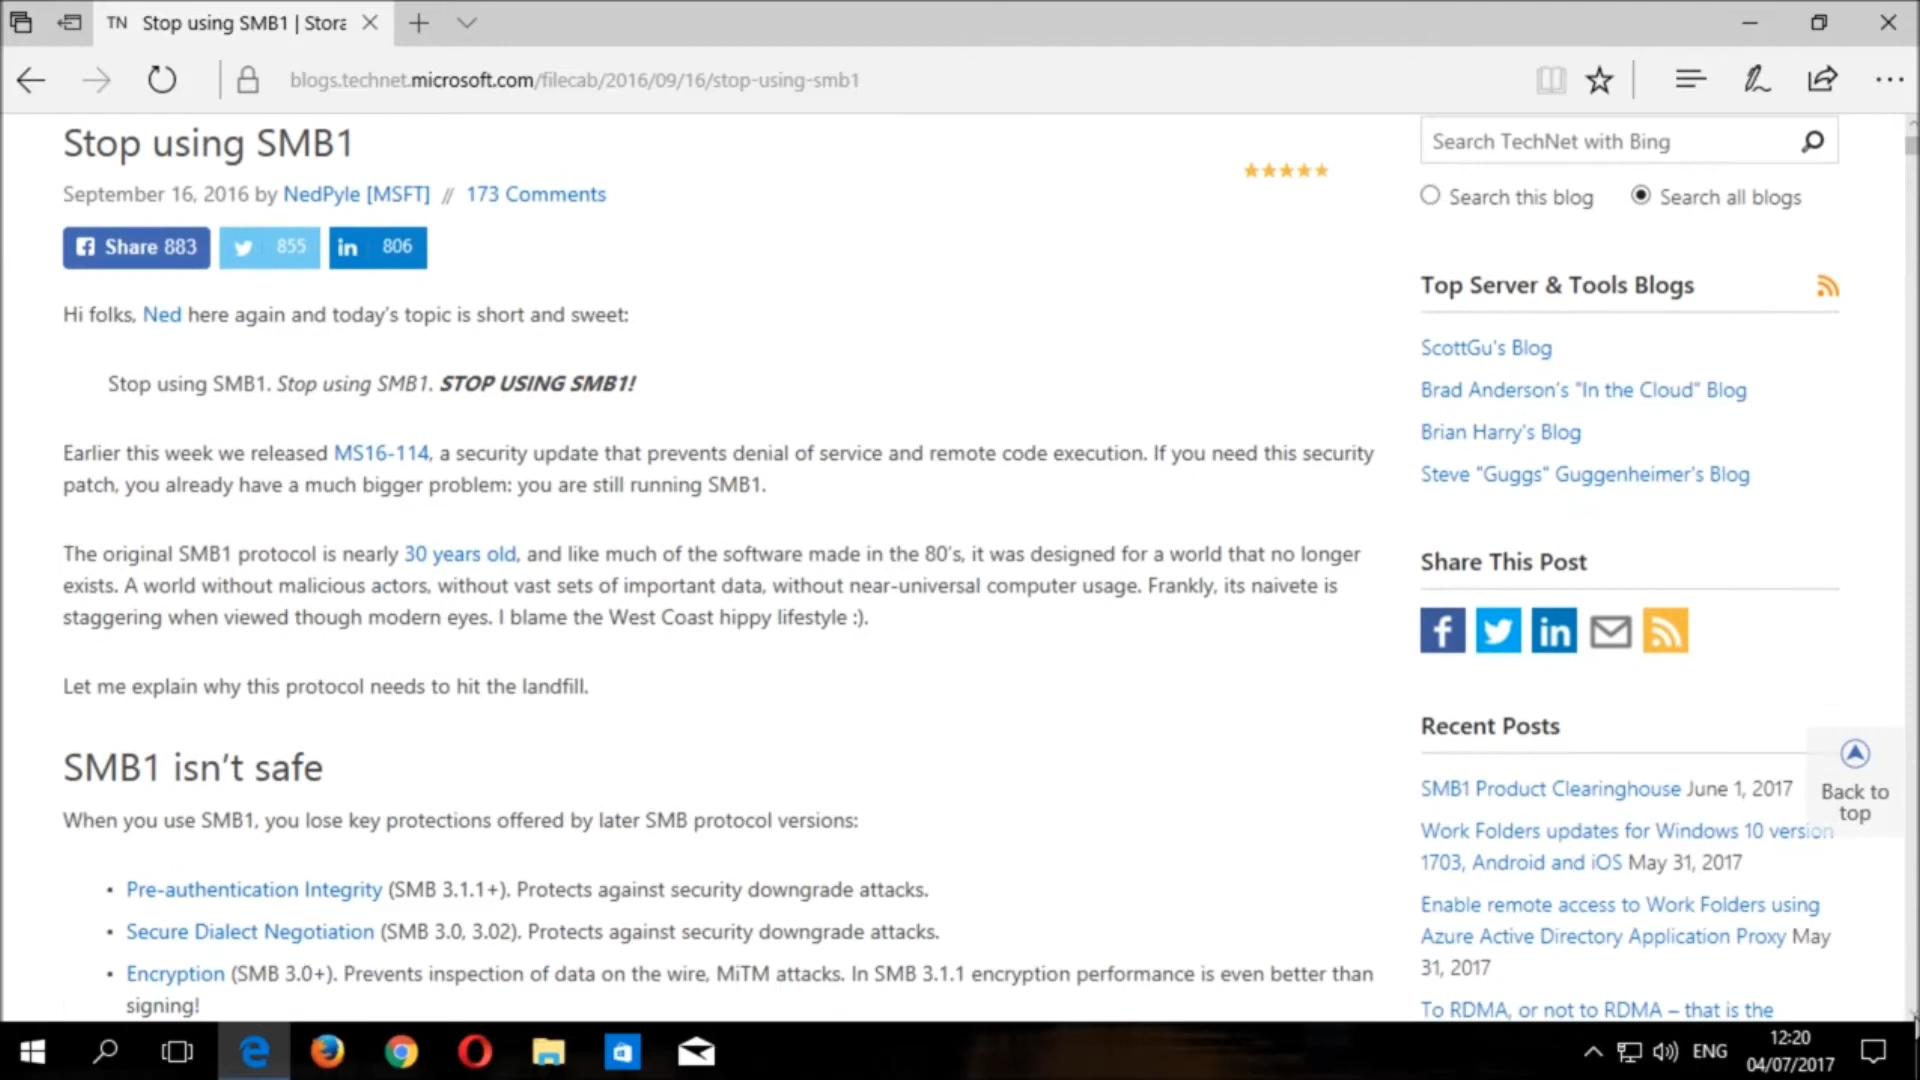 TN Stop using SMB1 | Stora
blogs.technet.microsoft.com/filecab/2016/09/16/stop-using-smb1
Stop using SMB1
September 16, 2016 by NedPyle [MSFT] // 173 Comments
Share 883 855 in 806
Hi folks, Ned here again and today's topic is short and sweet:
Stop using SMB1. Stop using SMB1. STOP USING SMB1!
Earlier this week we released MS16-114, a security update that prevents denial of service and remote code execution. If you need this security
patch, you already have a much bigger problem: you are still running SMB1.
The original SMB1 protocol is nearly 30 years old, and like much of the software made in the 80's, it was designed for a world that no longer
exists. A world without malicious actors, without vast sets of important data, without near-universal computer usage. Frankly, its naivete is
staggering when viewed though modern eyes. I blame the West Coast hippy lifestyle :).
Let me explain why this protocol needs to hit the landfill.
SMB1 isn't safe
When you use SMB1, you lose key protections offered by later SMB protocol versions:
• Pre-authentication Integrity (SMB 3.1.1+). Protects against security downgrade attacks.
• Secure Dialect Negotiation (SMB 3.0, 3.02). Protects against security downgrade attacks.
• Encryption (SMB 3.0+). Prevents inspection of data on the wire, MiTM attacks. In SMB 3.1.1 encryption performance is even better than
signing!
Search TechNet with Bing
Search this blog Search all blogs
Top Server & Tools Blogs
ScottGu's Blog
Brad Anderson's "In the Cloud" Blog
Brian Harry's Blog
Steve "Guggs" Guggenheimer's Blog
Share This Post
f in
Recent Posts
SMB1 Product Clearinghouse June 1, 2017
Work Folders updates for Windows 10 version
1703, Android and iOS May 31, 2017
Enable remote access to Work Folders using
Azure Active Directory Application Proxy May
31, 2017
To RDMA, or not to RDMA – that is the
Back to
top
ENG
12:20
04/07/2017